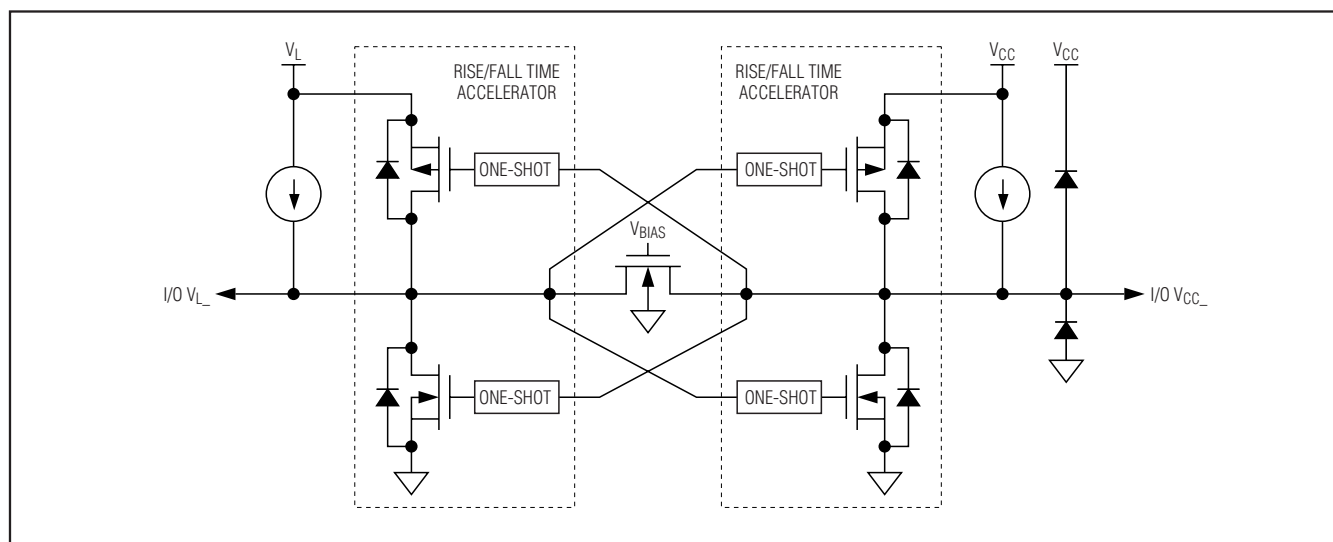 V_L
RISE/FALL TIME
ACCELERATOR
RISE/FALL TIME
ACCELERATOR
V_CC
V_CC
ONE-SHOT
ONE-SHOT
V_BIAS
I/O V_L_
I/O V_CC_
ONE-SHOT
ONE-SHOT